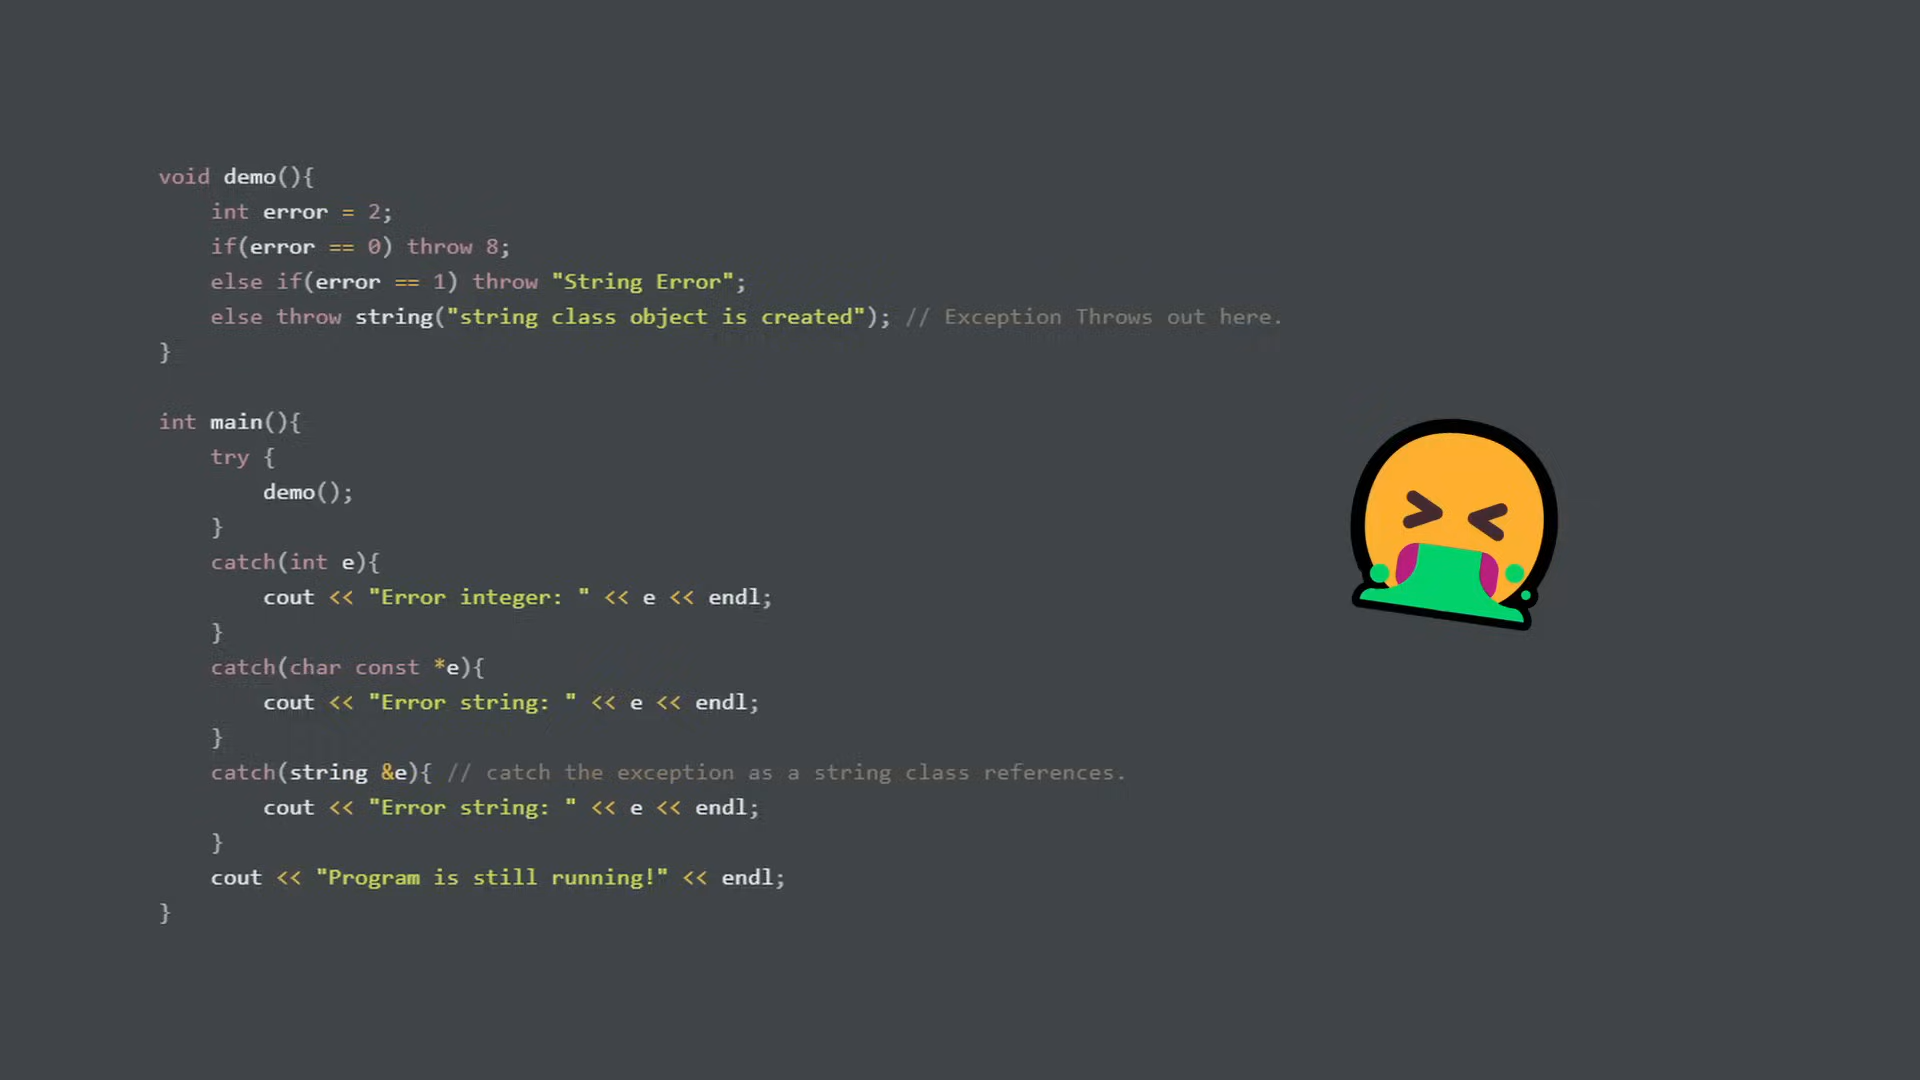 void demo(){
    int error = 2;
    if(error == 0) throw 8;
    else if(error == 1) throw "String Error";
    else throw string("string class object is created"); // Exception Throws out here.
}

int main(){
    try {
        demo();
    }
    catch(int e){
        cout << "Error integer: " << e << endl;
    }
    catch(char const *e){
        cout << "Error string: " << e << endl;
    }
    catch(string &e){ // catch the exception as a string class references.
        cout << "Error string: " << e << endl;
    }
    cout << "Program is still running!" << endl;
}